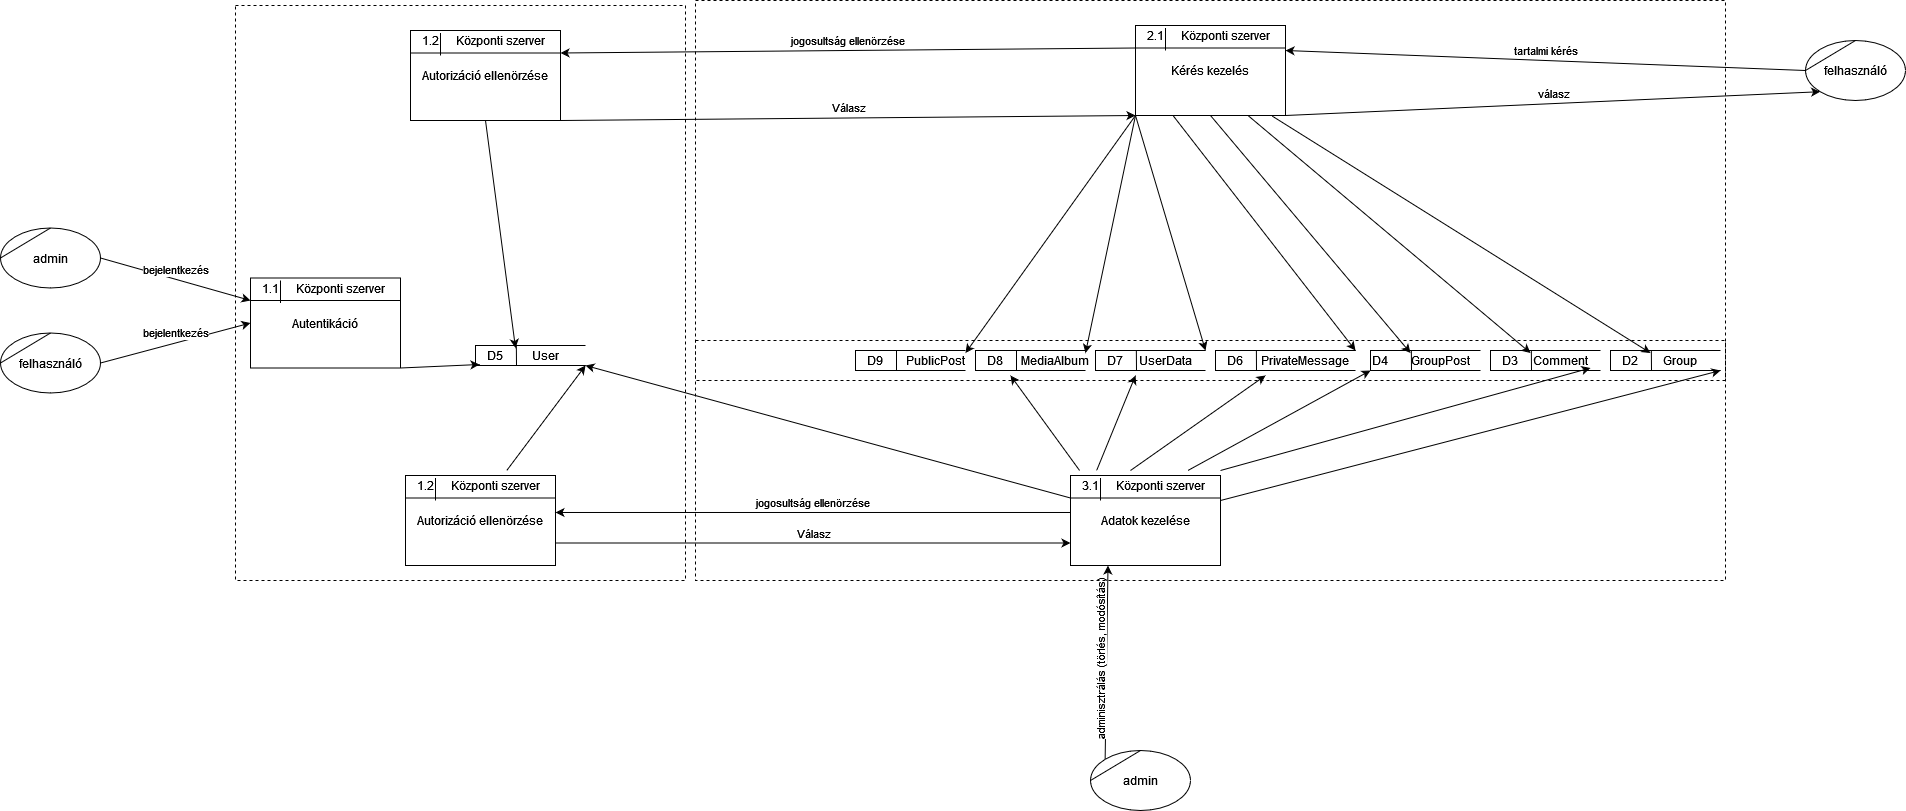 1.2 Központi szerver
Autorizáció ellenörzése
jogosultság ellenörzése
Válasz
2.1 Központi szerver
Kérés kezelés
tartalmi kérés
válasz
felhasználó
admin
bejelentkezés
felhasználó
bejelentkezés
1.1 Központi szerver
Autentikáció
D5 User
D9 PublicPost
D8 MediaAlbum
D7 UserData
D6 PrivateMessage
D4 GroupPost
D3 Comment
D2 Group
1.2 Központi szerver
Autorizáció ellenörzése
jogosultság ellenörzése
Válasz
3.1 Központi szerver
Adatok kezelése
adminisztrálás (törlés, modósítás)
admin